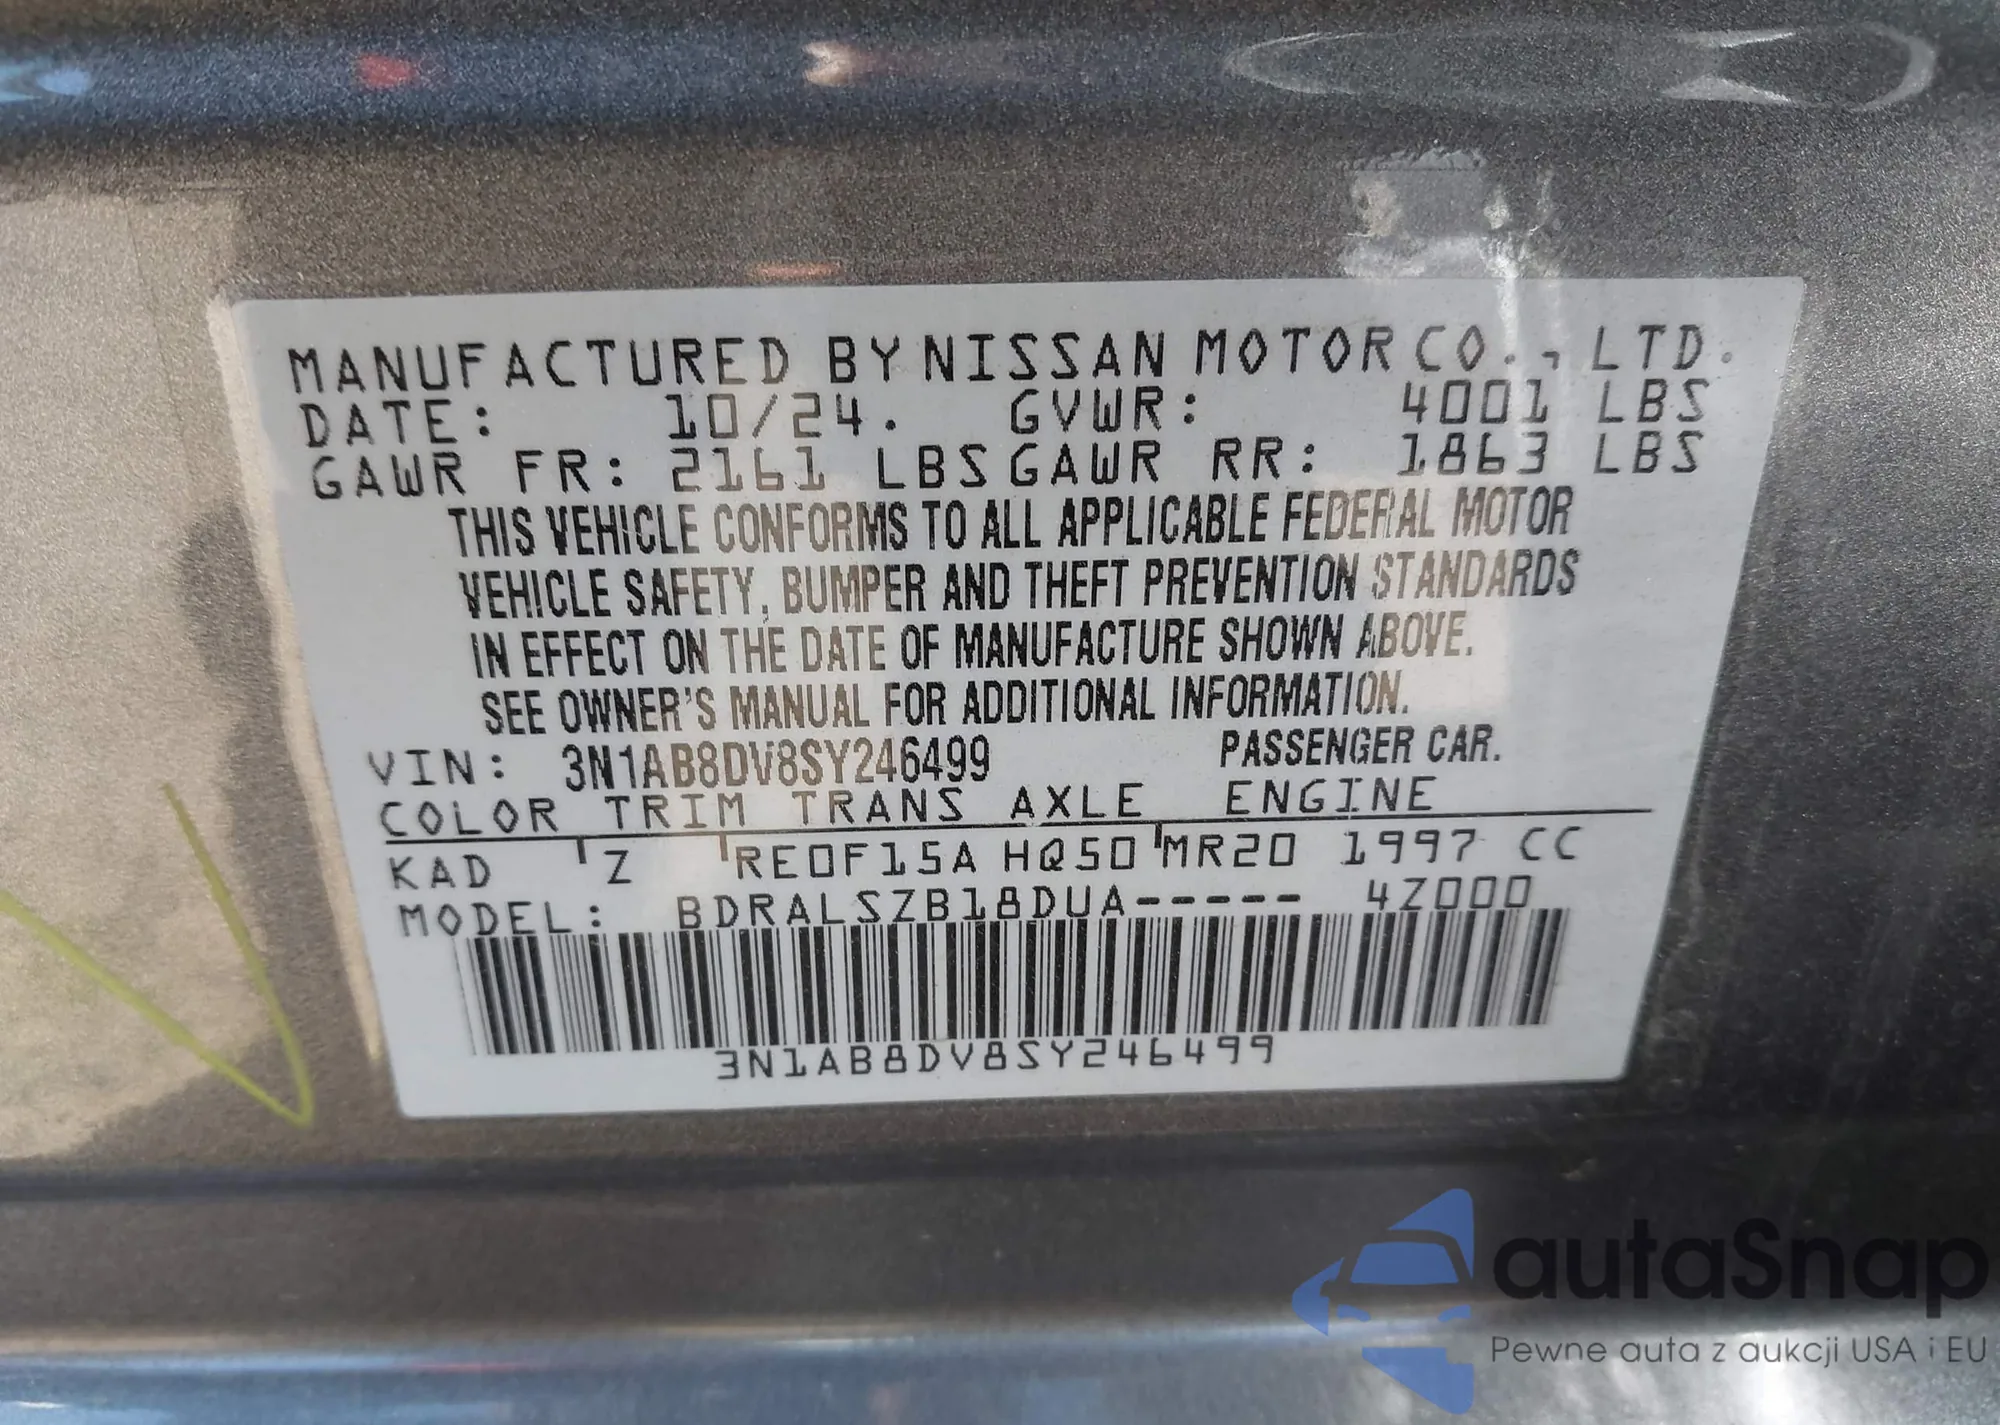 MANUFACTURED BY NISSAN MOTOR CO., LTD.
DATE: 10/24. GVWR: 4001 LBS
GAWR FR: 2161 LBS GAWR RR: 1863 LBS
THIS VEHICLE CONFORMS TO ALL APPLICABLE FEDERAL MOTOR
VEHICLE SAFETY, BUMPER AND THEFT PREVENTION STANDARDS
IN EFFECT ON THE DATE OF MANUFACTURE SHOWN ABOVE.
SEE OWNER'S MANUAL FOR ADDITIONAL INFORMATION.
VIN: 3N1AB8DV8SY246499 PASSENGER CAR.
COLOR TRIM TRANS AXLE ENGINE
KAD Z RE0F15A HQ50 MR20 1997 CC
MODEL: BDRALSZB18DUA----- 4Z000
3N1AB8DV8SY246499
autaSnap
Pewne auta z aukcji USA i EU